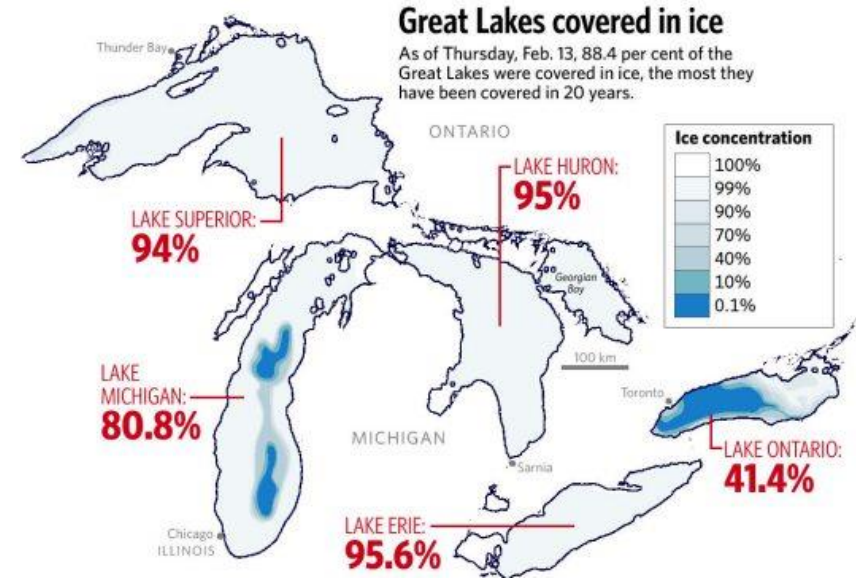 Great Lakes covered in ice
As of Thursday, Feb. 13, 88.4 per cent of the
Great Lakes were covered in ice, the most they
have been covered in 20 years.
Thunder Bay
ONTARIO
Ice concentration
100%
99%
90%
70%
40%
10%
0.1%
LAKE HURON:
95%
LAKE SUPERIOR:
94%
Georgian
Bay
100 km
LAKE
MICHIGAN:
80.8%
Toronto
MICHIGAN
LAKE ONTARIO:
41.4%
Sarnia
LAKE ERIE:
95.6%
Chicago
ILLINOIS